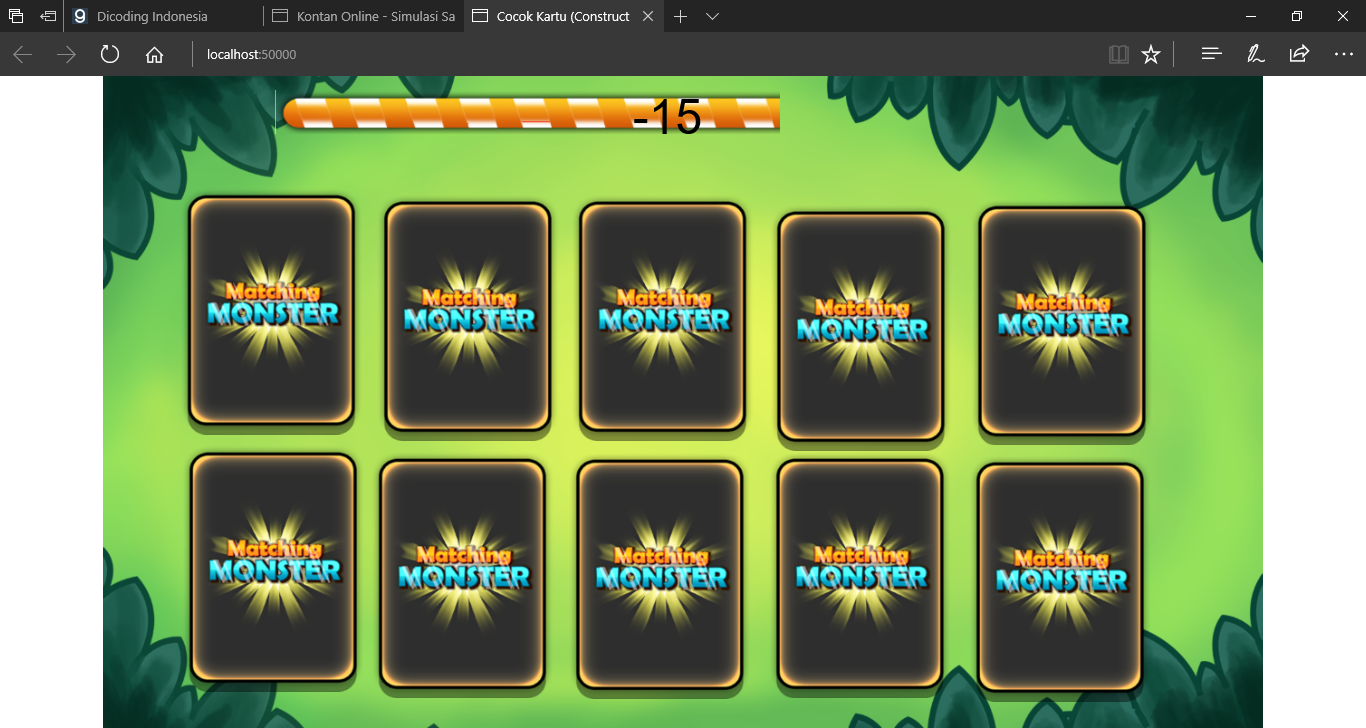 Dicoding Indonesia
Kontan Online - Simulasi Sa
Cocok Kartu (Construct
localhost:50000
-15
Matching
MONSTER
Matching
MONSTER
Matching
MONSTER
Matching
MONSTER
Matching
MONSTER
Matching
MONSTER
Matching
MONSTER
Matching
MONSTER
Matching
MONSTER
Matching
MONSTER